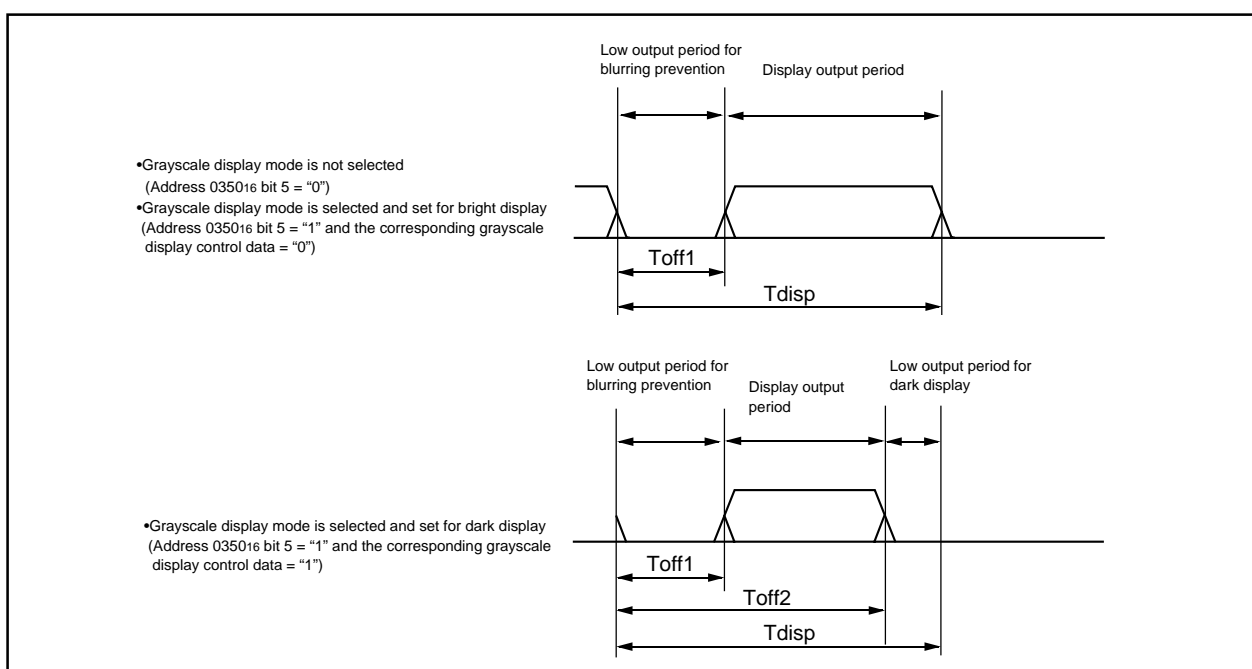 Low output period for
blurring prevention
Display output period
•Grayscale display mode is not selected
(Address 035016 bit 5 = “0”)
•Grayscale display mode is selected and set for bright display
(Address 035016 bit 5 = “1” and the corresponding grayscale
display control data = “0”)
Toff1
Tdisp
Low output period for
blurring prevention
Display output
period
Low output period for
dark display
•Grayscale display mode is selected and set for dark display
(Address 035016 bit 5 = “1” and the corresponding grayscale
display control data = “1”)
Toff1
Toff2
Tdisp